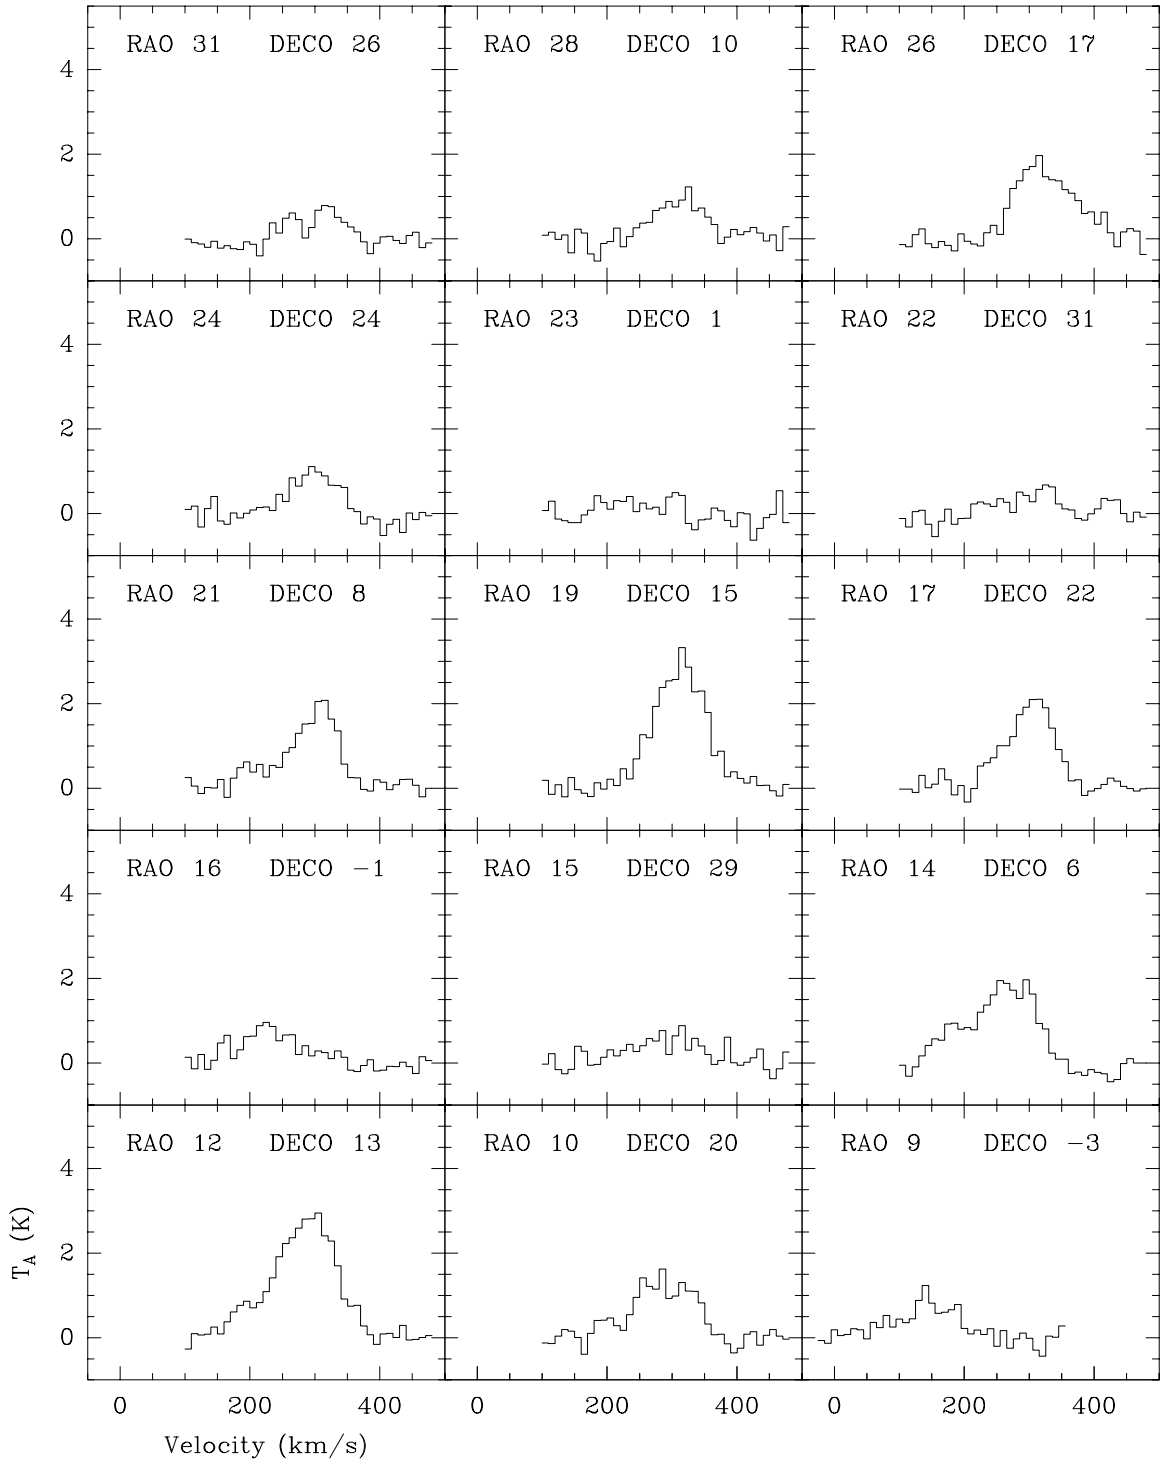 RAO 31 DECO 26 RAO 28 DECO 10 RAO 26 DECO 17
4
2
0
RAO 24 DECO 24 RAO 23 DECO 1 RAO 22 DECO 31
4
2
0
RAO 21 DECO 8 RAO 19 DECO 15 RAO 17 DECO 22
4
2
0
RAO 16 DECO −1 RAO 15 DECO 29 RAO 14 DECO 6
4
2
0
RAO 12 DECO 13 RAO 10 DECO 20 RAO 9 DECO −3
4
2
0
T_A (K)
0 200 400 0 200 400 0 200 400
Velocity (km/s)